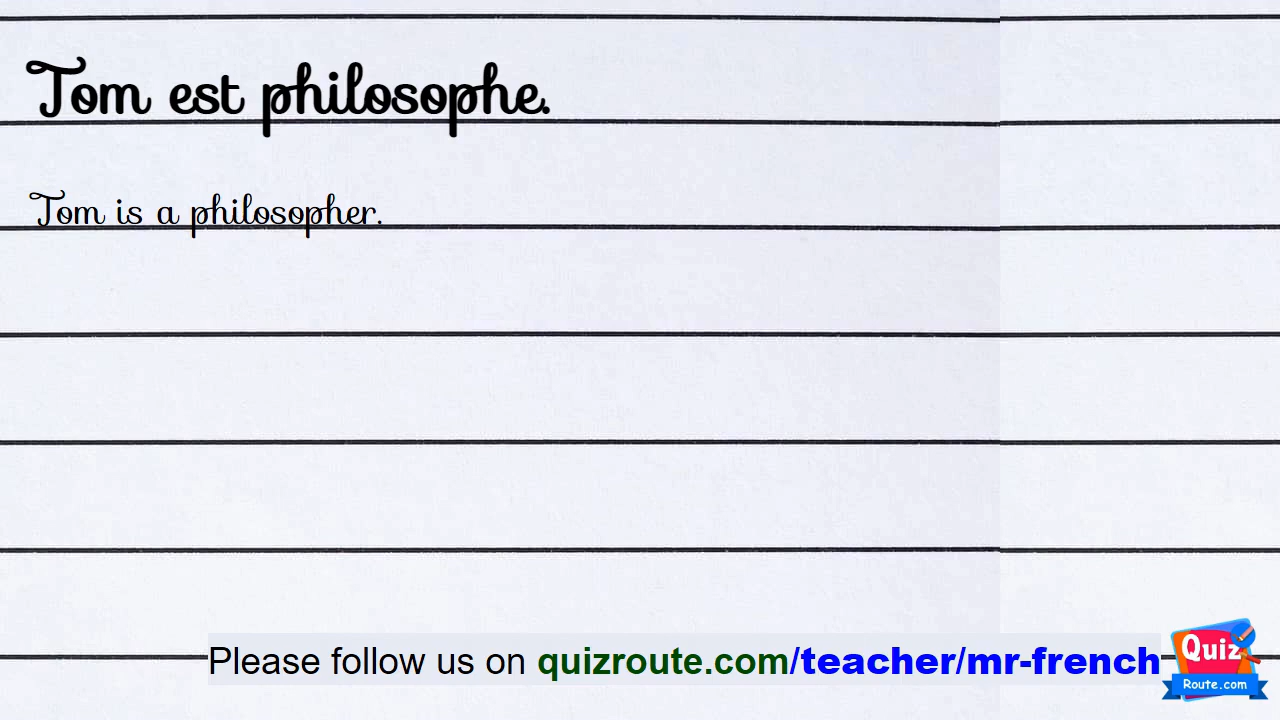 Tom est philosophe.
Tom is a philosopher.
Please follow us on quizroute.com/teacher/mr-french
Quiz
Route.com